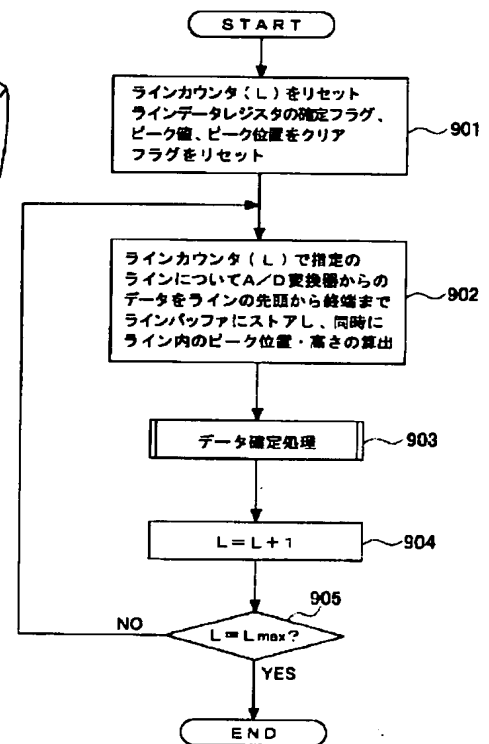 START
ラインカウンタ(L)をリセット
ラインデータレジスタの確定フラグ、
ピーク値、ピーク位置をクリア
フラグをリセット
901
ラインカウンタ(L)で指定の
ラインについてA/D変換器からの
データをラインの先頭から終端まで
ラインバッファにストアし、同時に
ライン内のピーク位置・高さの算出
902
データ確定処理
903
L=L+1
904
905
L=Lmax?
NO
YES
END